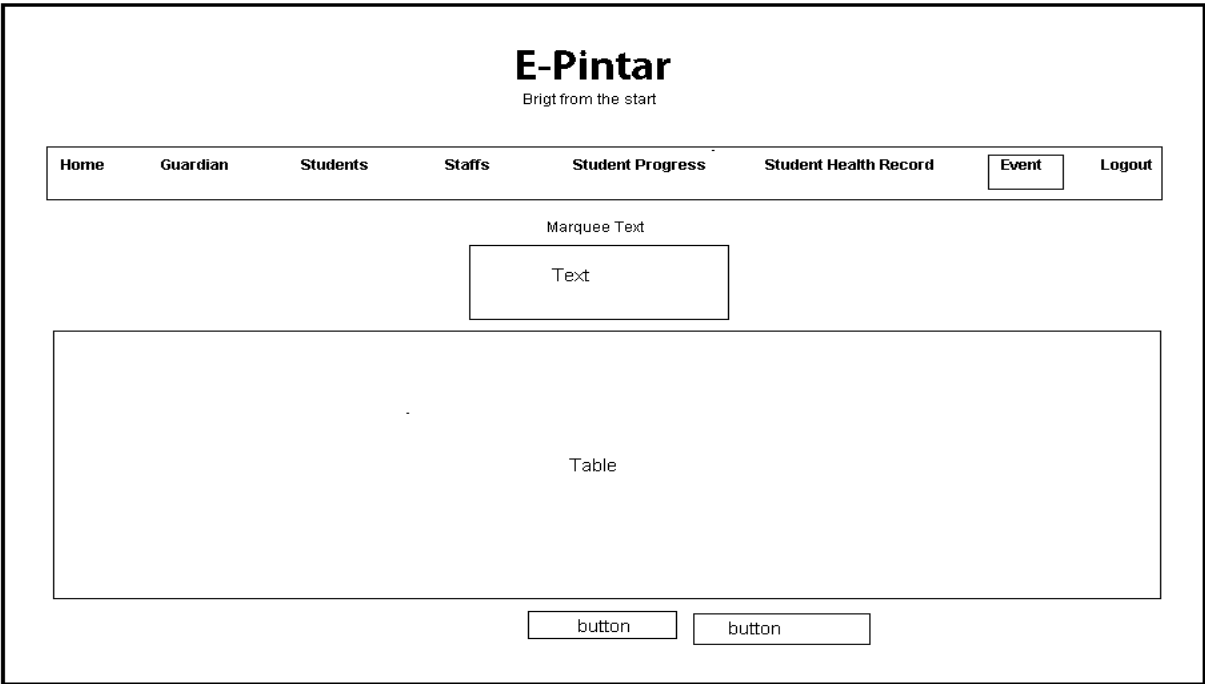 E-Pintar
Brigt from the start
Home Guardian Students Staffs Student Progress Student Health Record Event Logout
Marquee Text
Text
Table
button button